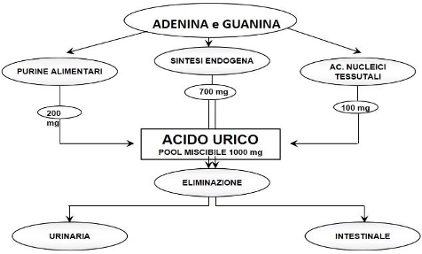 ADENINA e GUANINA
PURINE ALIMENTARI
SINTESI ENDOGENA
AC. NUCLEICI
TESSUTALI
200
mg
700 mg
100 mg
ACIDO URICO
POOL MISCIBILE 1000 mg
ELIMINAZIONE
URINARIA
INTESTINALE